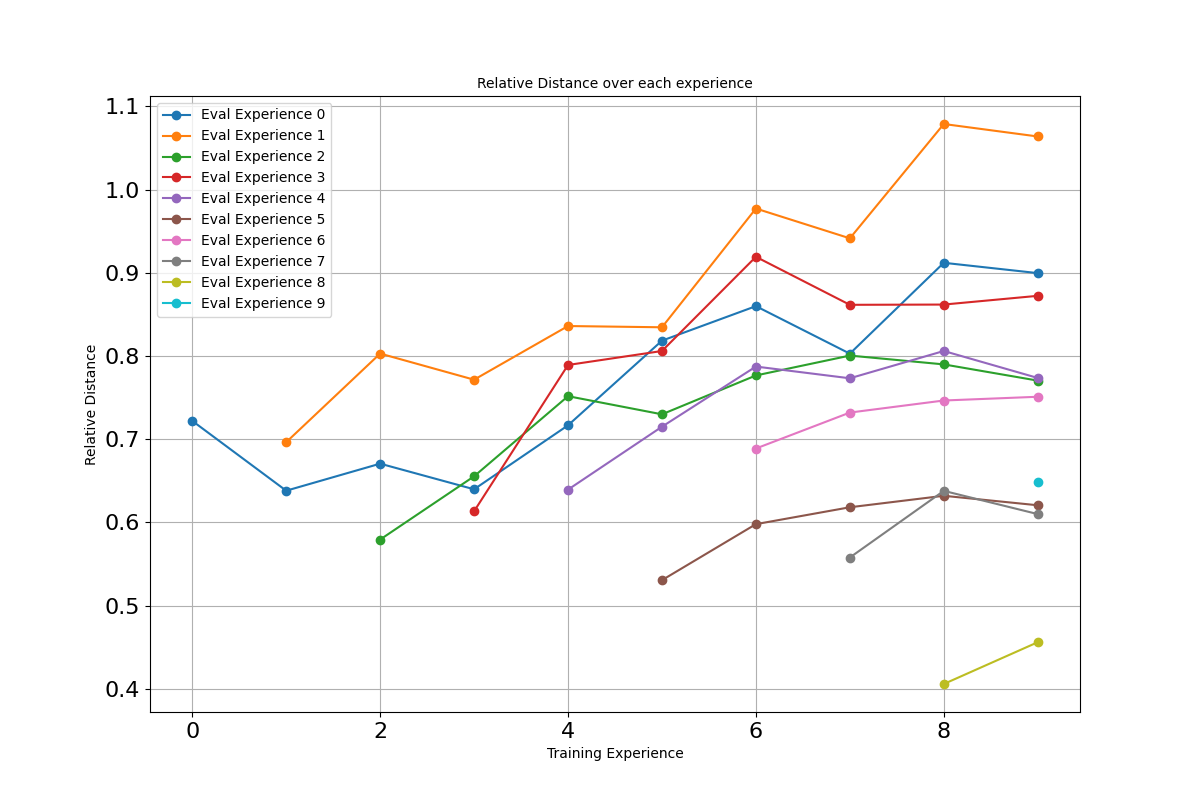 Relative Distance over each experience
1.1
1.0
0.9
0.8
0.7
0.6
0.5
0.4
Relative Distance
Eval Experience 0
Eval Experience 1
Eval Experience 2
Eval Experience 3
Eval Experience 4
Eval Experience 5
Eval Experience 6
Eval Experience 7
Eval Experience 8
Eval Experience 9
0 2 4 6 8
Training Experience